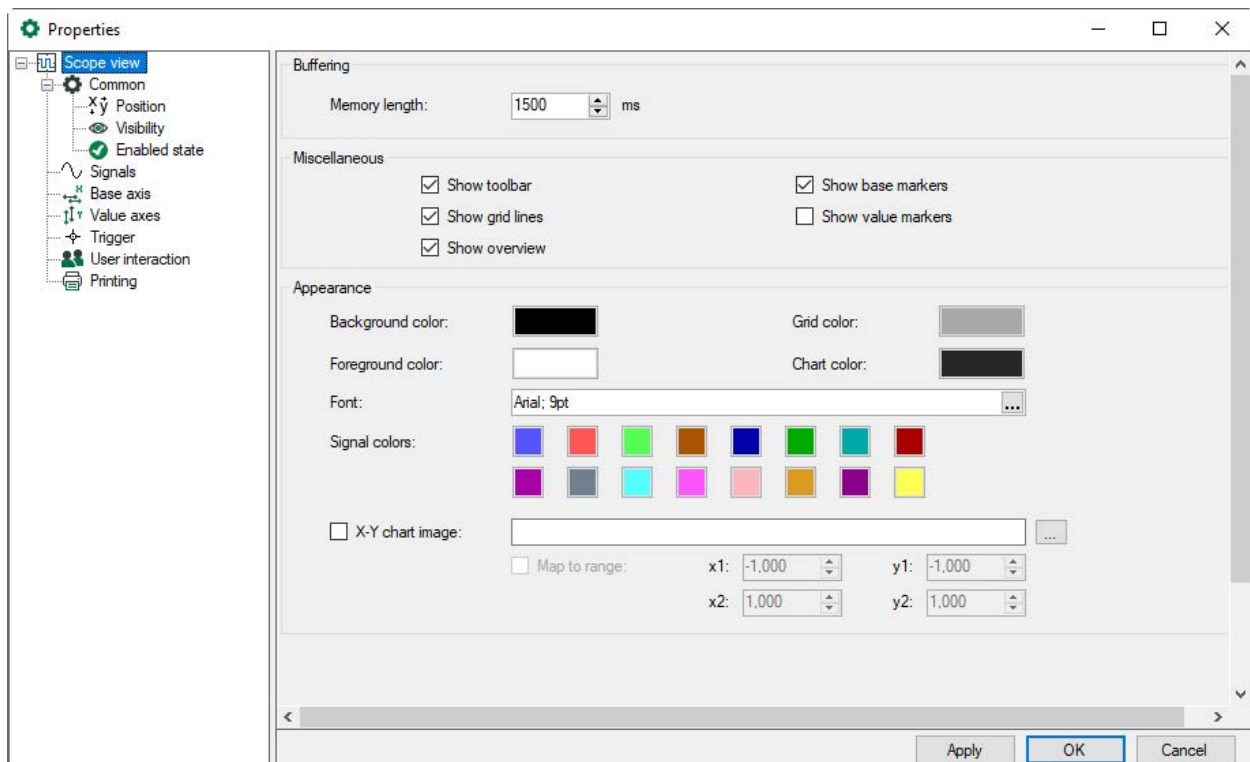 Properties
Scope view
Common
Position
Visibility
Enabled state
Signals
Base axis
Value axes
Trigger
User interaction
Printing
Buffering
Memory length: 1500 ms
Miscellaneous
Show toolbar Show base markers
Show grid lines Show value markers
Show overview
Appearance
Background color: Grid color:
Foreground color: Chart color:
Font: Arial; 9pt ...
Signal colors:
X-Y chart image: ...
Map to range: x1: -1,000 y1: -1,000
x2: 1,000 y2: 1,000
Apply OK Cancel